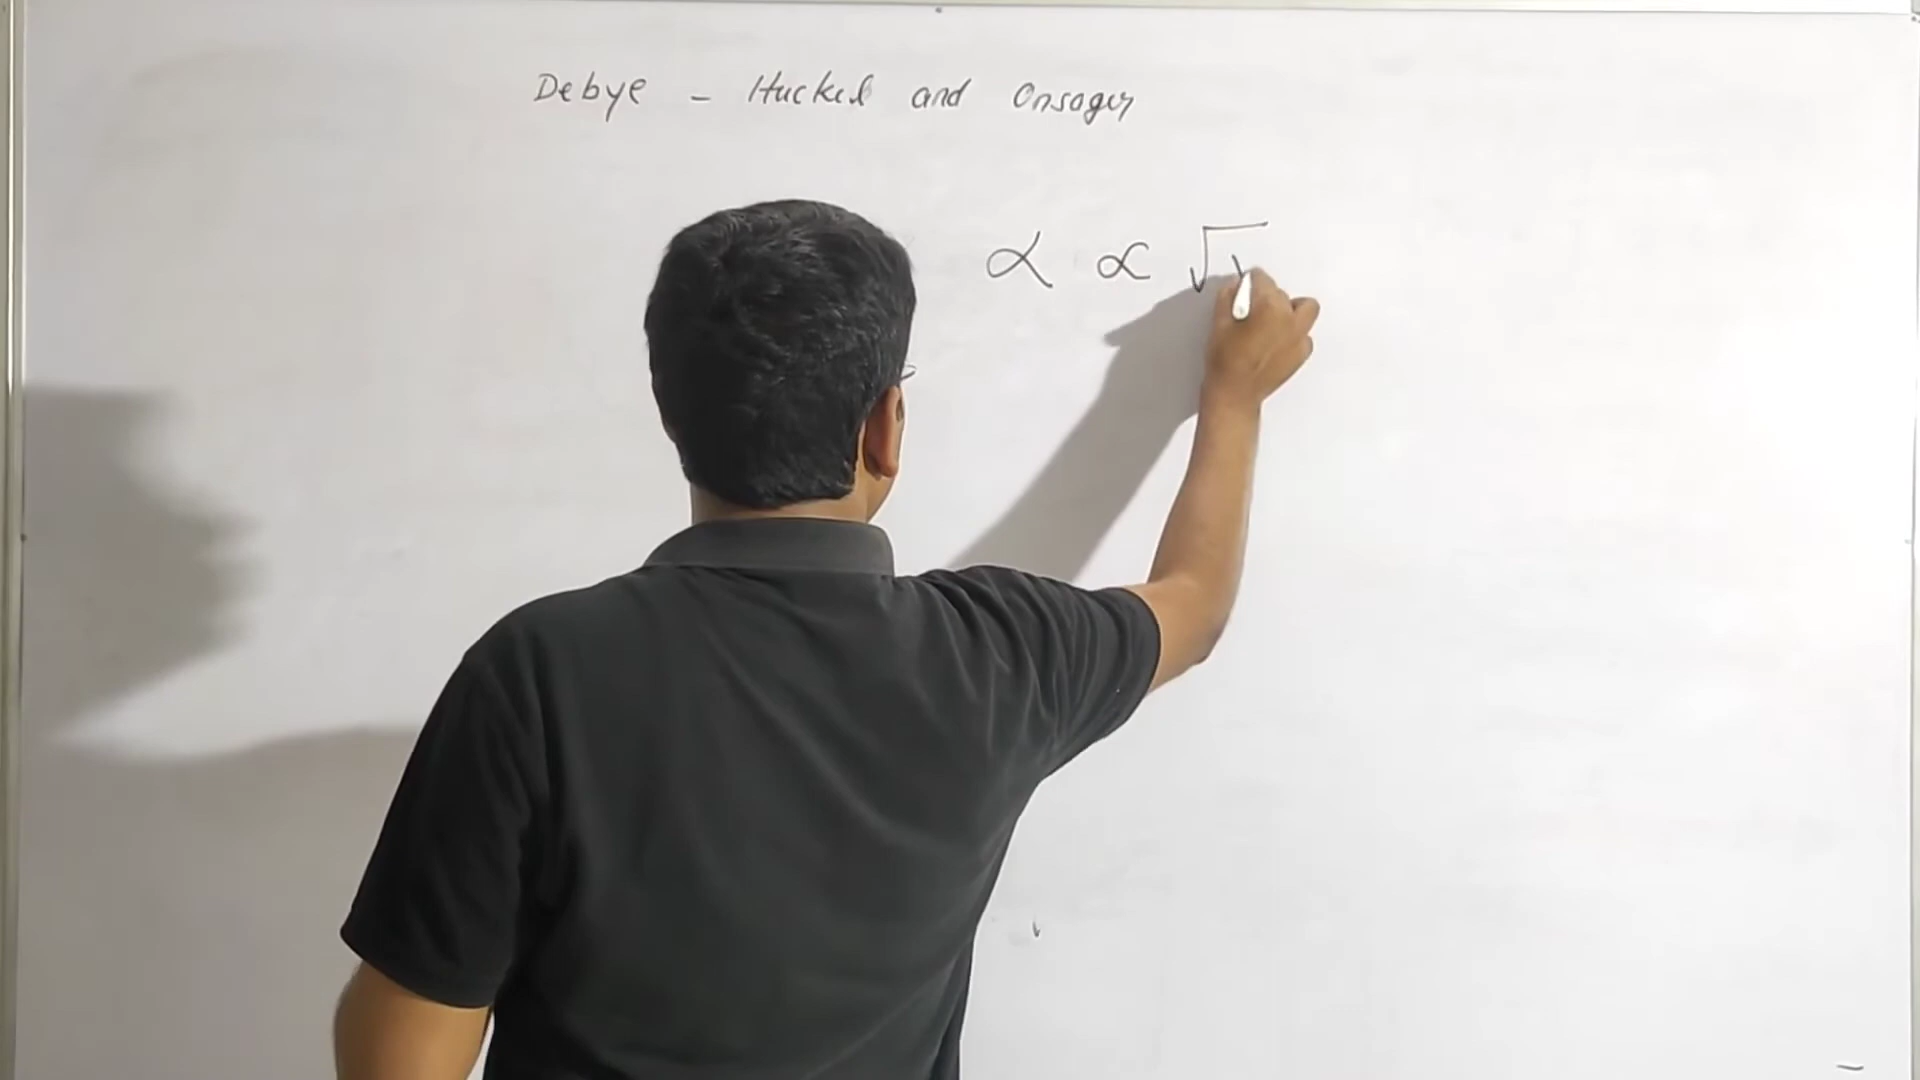 Debye - Huckel and Onsager
α ∝ √